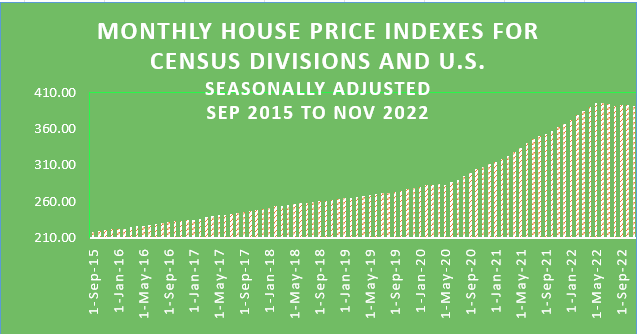 MONTHLY HOUSE PRICE INDEXES FOR
CENSUS DIVISIONS AND U.S.
SEASONALLY ADJUSTED
SEP 2015 TO NOV 2022
410.00
360.00
310.00
260.00
210.00
1-Sep-15
1-Jan-16
1-May-16
1-Sep-16
1-Jan-17
1-May-17
1-Sep-17
1-Jan-18
1-May-18
1-Sep-18
1-Jan-19
1-May-19
1-Sep-19
1-Jan-20
1-May-20
1-Sep-20
1-Jan-21
1-May-21
1-Sep-21
1-Jan-22
1-May-22
1-Sep-22